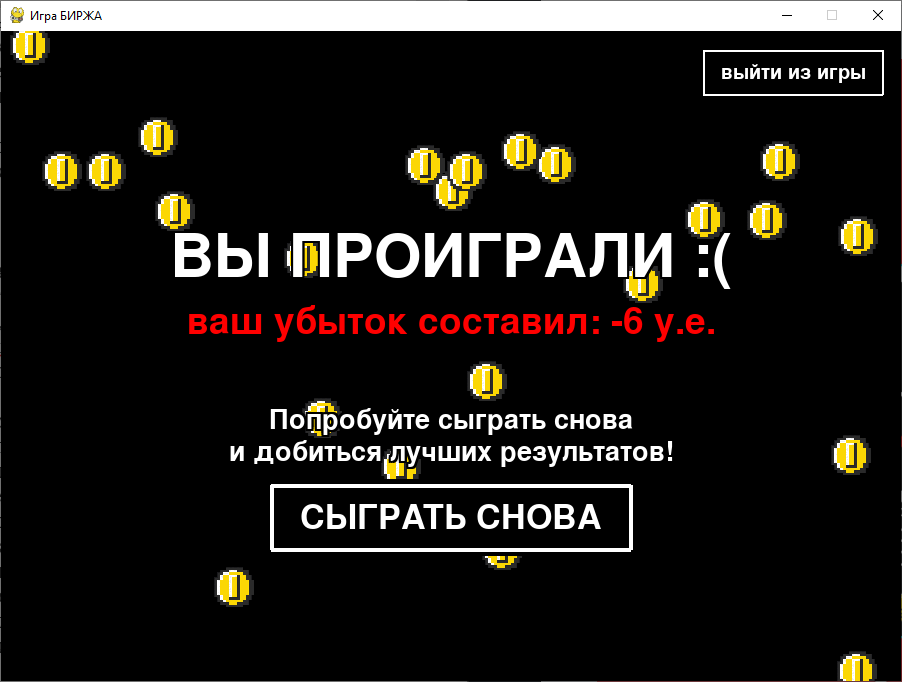 Игра БИРЖА
выйти из игры
ВЫ ПРОИГРАЛИ :(
ваш убыток составил: -6 у.е.
Попробуйте сыграть снова
и добиться лучших результатов!
СЫГРАТЬ СНОВА